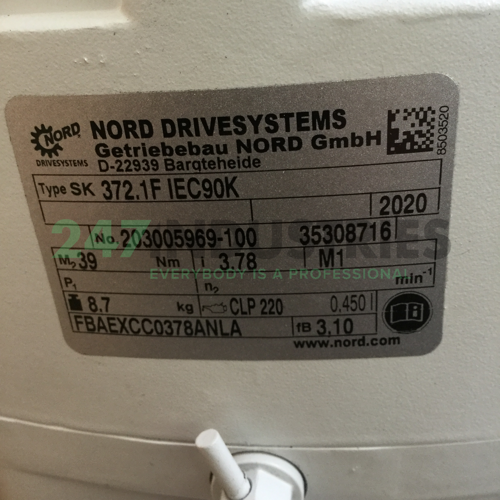 NORD DRIVESYSTEMS
NORD DRIVESYSTEMS
Getriebebau NORD GmbH
D-22939 Bargteheide
8503520
Type SK 372.1F IEC90K
2020
No. 203005969-100 35308716
247 INDUSTRIES
M2 39 Nm i 3.78 M1
EVERYBODY IS A PROFESSIONAL
P1 n2 min-1
8.7 kg CLP 220 0,450 l
FBAEXCC0378ANLA fB 3,10
www.nord.com